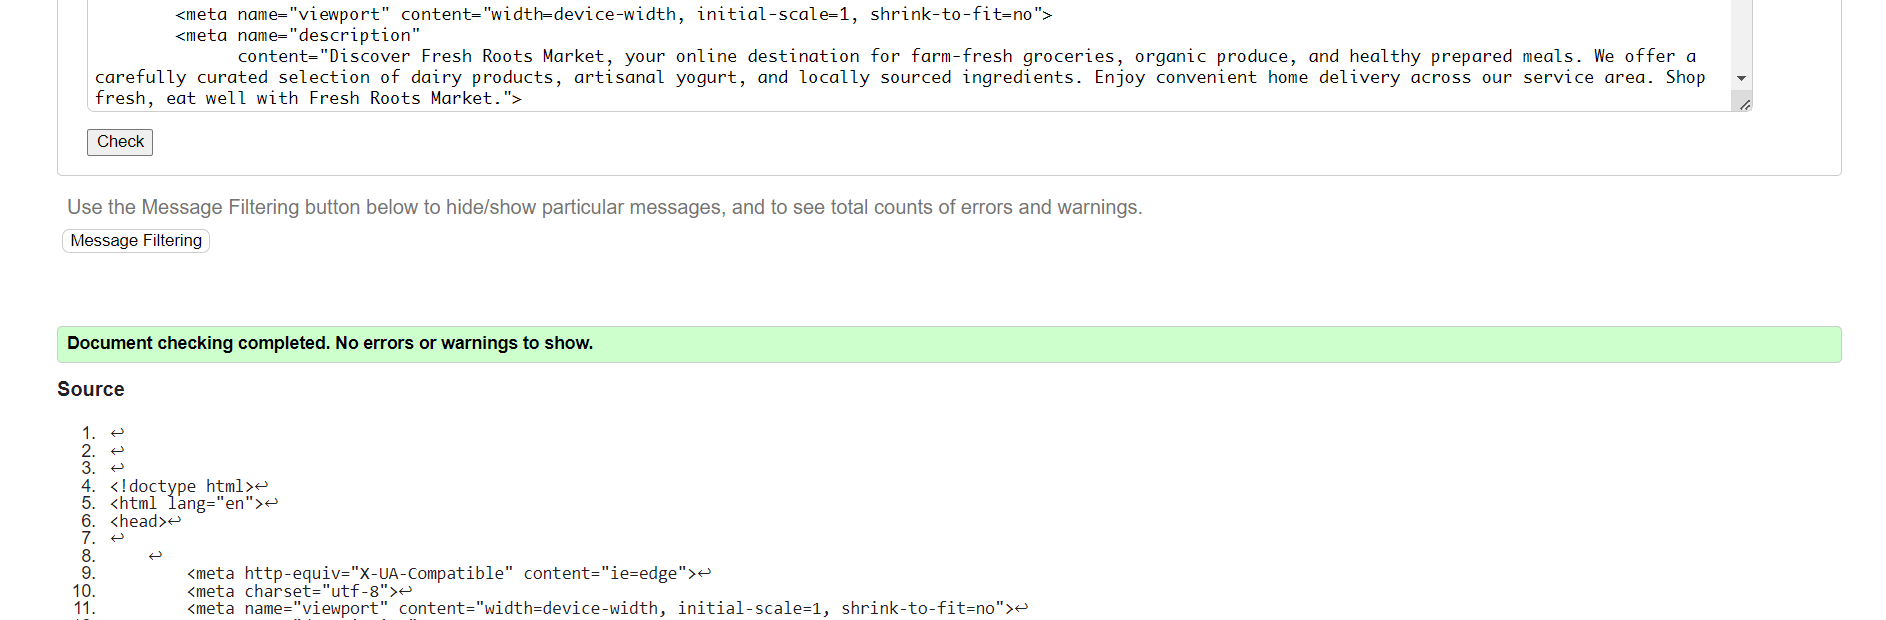 <meta name="viewport" content="width=device-width, initial-scale=1, shrink-to-fit=no">
<meta name="description"
content="Discover Fresh Roots Market, your online destination for farm-fresh groceries, organic produce, and healthy prepared meals. We offer a
carefully curated selection of dairy products, artisanal yogurt, and locally sourced ingredients. Enjoy convenient home delivery across our service area. Shop
fresh, eat well with Fresh Roots Market.">
Check
Use the Message Filtering button below to hide/show particular messages, and to see total counts of errors and warnings.
Message Filtering
Document checking completed. No errors or warnings to show.
Source
1. ↩
2. ↩
3. ↩
4. <!doctype html>↩
5. <html lang="en">↩
6. <head>↩
7. ↩
8. ↩
9. <meta http-equiv="X-UA-Compatible" content="ie=edge">↩
10. <meta charset="utf-8">↩
11. <meta name="viewport" content="width=device-width, initial-scale=1, shrink-to-fit=no">↩